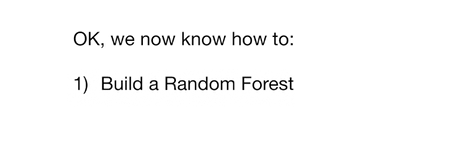 OK, we now know how to:
1) Build a Random Forest